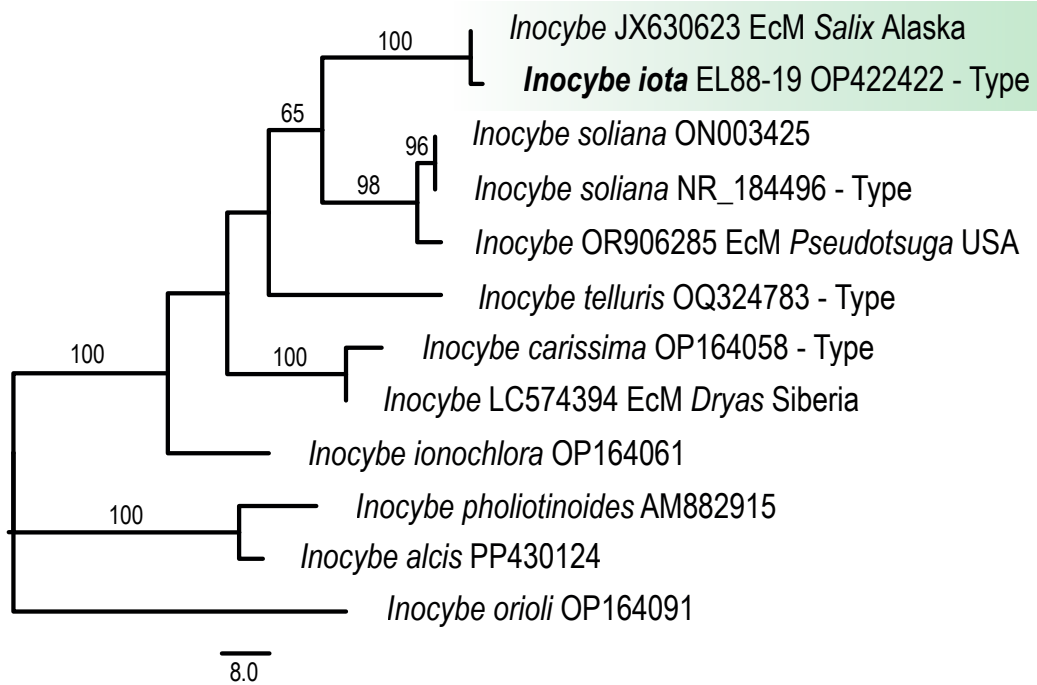 Inocybe JX630623 EcM Salix Alaska
100
Inocybe iota EL88-19 OP422422 - Type
65
Inocybe soliana ON003425
96
98
Inocybe soliana NR_184496 - Type
Inocybe OR906285 EcM Pseudotsuga USA
Inocybe telluris OQ324783 - Type
Inocybe carissima OP164058 - Type
100
100
Inocybe LC574394 EcM Dryas Siberia
Inocybe ionochlora OP164061
Inocybe pholiotinoides AM882915
100
Inocybe alcis PP430124
Inocybe orioli OP164091
8.0